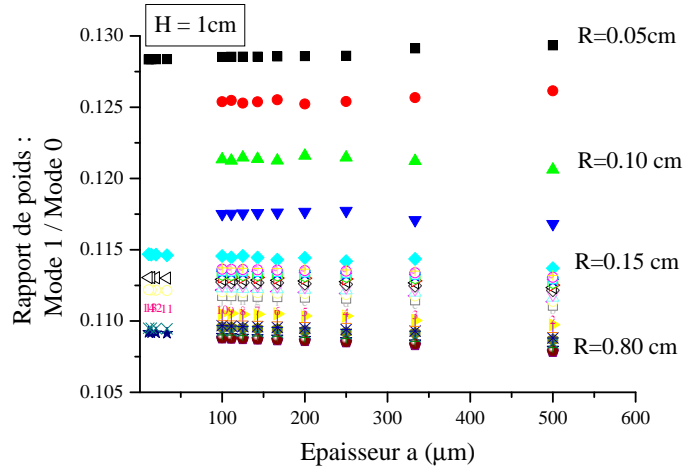 H = 1cm
R=0.05cm
R=0.10 cm
R=0.15 cm
R=0.80 cm
Rapport de poids :
Mode 1 / Mode 0
0.130
0.125
0.120
0.115
0.110
0.105
100
200
300
400
500
600
Epaisseur a (μm)